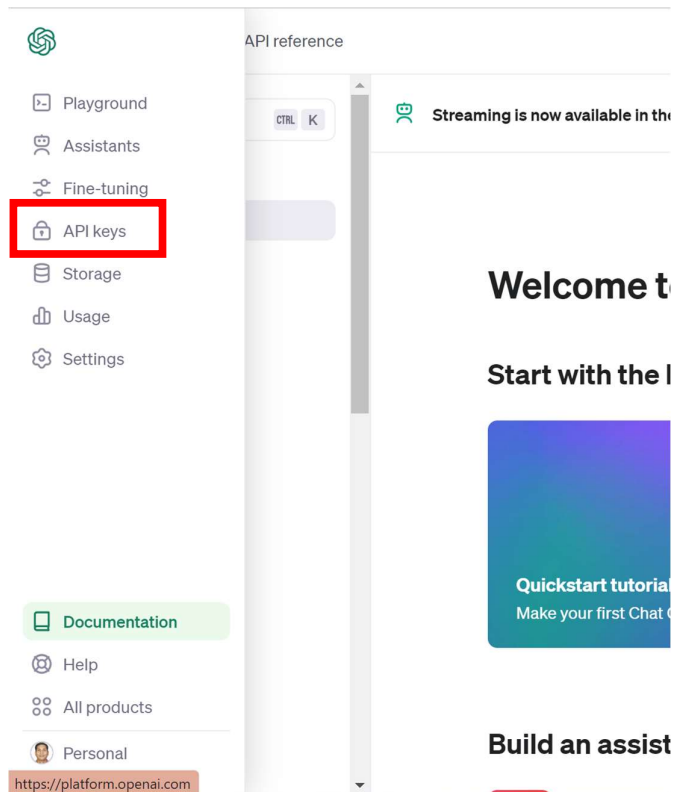 API reference
Playground
Assistants
Fine-tuning
API keys
Storage
Usage
Settings
Documentation
Help
All products
Personal
https://platform.openai.com
CTRL K
Streaming is now available in the
Welcome
Start with the
Quickstart tutorial
Make your first Chat
Build an assist